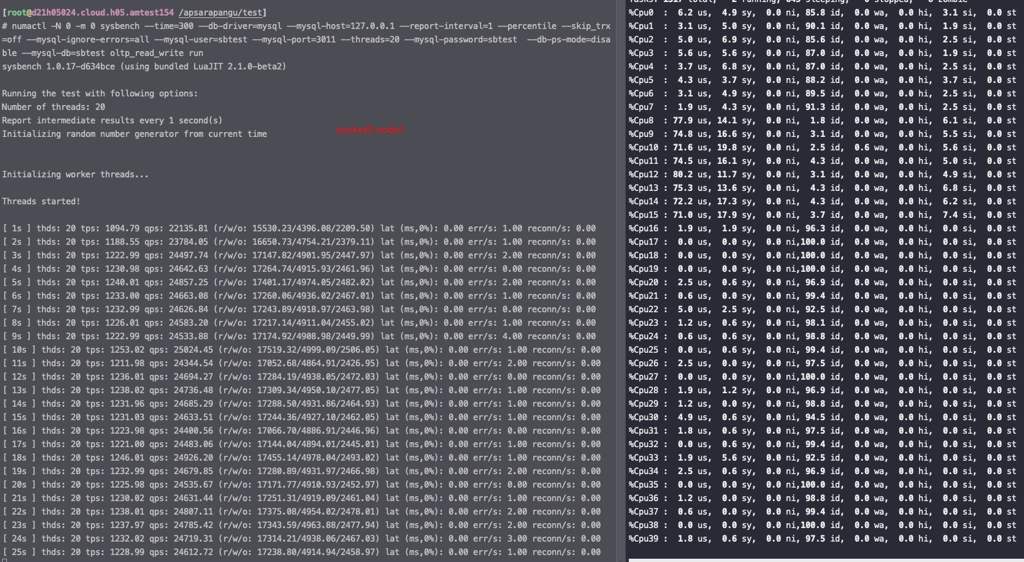 [root@d21h05024.cloud.h05.amtest154 /apsarapangu/test]
# numactl -N 0 -m 0 sysbench --time=300 --db-driver=mysql --mysql-host=127.0.0.1 --report-interval=1 --percentile --skip_trx
=off --mysql-ignore-errors=all --mysql-user=sbtest --mysql-port=3011 --threads=20 --mysql-password=sbtest  --db-ps-mode=disa
ble --mysql-db=sbtest oltp_read_write run
sysbench 1.0.17-d634bce (using bundled LuaJIT 2.1.0-beta2)
Running the test with following options:
Number of threads: 20
Report intermediate results every 1 second(s)
Initializing random number generator from current time
Initializing worker threads...
Threads started!
[ 1s ] thds: 20 tps: 1094.79 qps: 22135.81 (r/w/o: 15530.23/4396.08/2209.50) lat (ms,0%): 0.00 err/s: 1.00 reconn/s: 0.00
[ 2s ] thds: 20 tps: 1188.55 qps: 23784.05 (r/w/o: 16650.73/4754.21/2379.11) lat (ms,0%): 0.00 err/s: 0.00 reconn/s: 0.00
[ 3s ] thds: 20 tps: 1222.99 qps: 24497.74 (r/w/o: 17147.82/4901.95/2447.97) lat (ms,0%): 0.00 err/s: 2.00 reconn/s: 0.00
[ 4s ] thds: 20 tps: 1230.98 qps: 24642.63 (r/w/o: 17264.74/4915.93/2461.96) lat (ms,0%): 0.00 err/s: 0.00 reconn/s: 0.00
[ 5s ] thds: 20 tps: 1240.01 qps: 24857.25 (r/w/o: 17401.17/4974.05/2482.02) lat (ms,0%): 0.00 err/s: 2.00 reconn/s: 0.00
[ 6s ] thds: 20 tps: 1233.00 qps: 24663.08 (r/w/o: 17260.06/4936.02/2467.01) lat (ms,0%): 0.00 err/s: 1.00 reconn/s: 0.00
[ 7s ] thds: 20 tps: 1232.99 qps: 24626.84 (r/w/o: 17243.89/4918.97/2463.98) lat (ms,0%): 0.00 err/s: 0.00 reconn/s: 0.00
[ 8s ] thds: 20 tps: 1226.01 qps: 24583.20 (r/w/o: 17217.14/4911.04/2455.02) lat (ms,0%): 0.00 err/s: 1.00 reconn/s: 0.00
[ 9s ] thds: 20 tps: 1222.99 qps: 24533.88 (r/w/o: 17174.92/4908.98/2449.99) lat (ms,0%): 0.00 err/s: 4.00 reconn/s: 0.00
[ 10s ] thds: 20 tps: 1253.02 qps: 25024.45 (r/w/o: 17519.32/4999.09/2506.05) lat (ms,0%): 0.00 err/s: 1.00 reconn/s: 0.00
[ 11s ] thds: 20 tps: 1211.98 qps: 24344.54 (r/w/o: 17052.68/4864.91/2426.95) lat (ms,0%): 0.00 err/s: 2.00 reconn/s: 0.00
[ 12s ] thds: 20 tps: 1236.01 qps: 24694.27 (r/w/o: 17284.19/4938.05/2472.03) lat (ms,0%): 0.00 err/s: 0.00 reconn/s: 0.00
[ 13s ] thds: 20 tps: 1238.02 qps: 24736.48 (r/w/o: 17309.34/4950.10/2477.05) lat (ms,0%): 0.00 err/s: 1.00 reconn/s: 0.00
[ 14s ] thds: 20 tps: 1231.96 qps: 24685.29 (r/w/o: 17288.50/4931.86/2464.93) lat (ms,0%): 0.00 err/s: 1.00 reconn/s: 0.00
[ 15s ] thds: 20 tps: 1231.03 qps: 24633.51 (r/w/o: 17244.36/4927.10/2462.05) lat (ms,0%): 0.00 err/s: 1.00 reconn/s: 0.00
[ 16s ] thds: 20 tps: 1223.98 qps: 24400.56 (r/w/o: 17066.70/4886.91/2446.96) lat (ms,0%): 0.00 err/s: 0.00 reconn/s: 0.00
[ 17s ] thds: 20 tps: 1221.00 qps: 24483.06 (r/w/o: 17144.04/4894.01/2445.01) lat (ms,0%): 0.00 err/s: 1.00 reconn/s: 0.00
[ 18s ] thds: 20 tps: 1246.01 qps: 24926.20 (r/w/o: 17455.14/4978.04/2493.02) lat (ms,0%): 0.00 err/s: 1.00 reconn/s: 0.00
[ 19s ] thds: 20 tps: 1232.99 qps: 24679.85 (r/w/o: 17280.89/4931.97/2466.98) lat (ms,0%): 0.00 err/s: 2.00 reconn/s: 0.00
[ 20s ] thds: 20 tps: 1225.98 qps: 24535.67 (r/w/o: 17171.77/4910.93/2452.97) lat (ms,0%): 0.00 err/s: 0.00 reconn/s: 0.00
[ 21s ] thds: 20 tps: 1230.02 qps: 24631.44 (r/w/o: 17251.31/4919.09/2461.04) lat (ms,0%): 0.00 err/s: 0.00 reconn/s: 0.00
[ 22s ] thds: 20 tps: 1238.01 qps: 24807.11 (r/w/o: 17375.08/4954.02/2478.01) lat (ms,0%): 0.00 err/s: 2.00 reconn/s: 0.00
[ 23s ] thds: 20 tps: 1237.97 qps: 24785.42 (r/w/o: 17343.59/4963.88/2477.94) lat (ms,0%): 0.00 err/s: 2.00 reconn/s: 0.00
[ 24s ] thds: 20 tps: 1232.02 qps: 24719.31 (r/w/o: 17314.21/4938.06/2467.03) lat (ms,0%): 0.00 err/s: 3.00 reconn/s: 0.00
[ 25s ] thds: 20 tps: 1228.99 qps: 24612.72 (r/w/o: 17238.80/4914.94/2458.97) lat (ms,0%): 0.00 err/s: 1.00 reconn/s: 0.00
%Cpu0  :  6.2 us,  4.9 sy,  0.0 ni, 85.8 id,  0.0 wa,  0.0 hi,  3.1 si,  0.0 st
%Cpu1  :  3.1 us,  5.0 sy,  0.0 ni, 90.1 id,  0.0 wa,  0.0 hi,  1.9 si,  0.0 st
%Cpu2  :  5.0 us,  6.9 sy,  0.0 ni, 85.6 id,  0.0 wa,  0.0 hi,  2.5 si,  0.0 st
%Cpu3  :  5.6 us,  5.6 sy,  0.0 ni, 87.0 id,  0.0 wa,  0.0 hi,  1.9 si,  0.0 st
%Cpu4  :  3.7 us,  6.8 sy,  0.0 ni, 87.0 id,  0.0 wa,  0.0 hi,  2.5 si,  0.0 st
%Cpu5  :  4.3 us,  3.7 sy,  0.0 ni, 88.2 id,  0.0 wa,  0.0 hi,  3.7 si,  0.0 st
%Cpu6  :  3.1 us,  4.9 sy,  0.0 ni, 89.5 id,  0.0 wa,  0.0 hi,  2.5 si,  0.0 st
%Cpu7  :  1.9 us,  4.3 sy,  0.0 ni, 91.3 id,  0.0 wa,  0.0 hi,  2.5 si,  0.0 st
%Cpu8  : 77.9 us, 14.1 sy,  0.0 ni,  1.8 id,  0.0 wa,  0.0 hi,  6.1 si,  0.0 st
%Cpu9  : 74.8 us, 16.6 sy,  0.0 ni,  3.1 id,  0.0 wa,  0.0 hi,  5.5 si,  0.0 st
%Cpu10 : 71.6 us, 19.8 sy,  0.0 ni,  2.5 id,  0.6 wa,  0.0 hi,  5.6 si,  0.0 st
%Cpu11 : 74.5 us, 16.1 sy,  0.0 ni,  4.3 id,  0.0 wa,  0.0 hi,  5.0 si,  0.0 st
%Cpu12 : 80.2 us, 11.7 sy,  0.0 ni,  3.1 id,  0.0 wa,  0.0 hi,  4.9 si,  0.0 st
%Cpu13 : 75.3 us, 13.6 sy,  0.0 ni,  4.3 id,  0.0 wa,  0.0 hi,  6.8 si,  0.0 st
%Cpu14 : 72.2 us, 17.3 sy,  0.0 ni,  4.3 id,  0.0 wa,  0.0 hi,  6.2 si,  0.0 st
%Cpu15 : 71.0 us, 17.9 sy,  0.0 ni,  3.7 id,  0.0 wa,  0.0 hi,  7.4 si,  0.0 st
%Cpu16 :  1.9 us,  1.9 sy,  0.0 ni, 96.3 id,  0.0 wa,  0.0 hi,  0.0 si,  0.0 st
%Cpu17 :  0.0 us,  0.0 sy,  0.0 ni,100.0 id,  0.0 wa,  0.0 hi,  0.0 si,  0.0 st
%Cpu18 :  0.0 us,  0.0 sy,  0.0 ni,100.0 id,  0.0 wa,  0.0 hi,  0.0 si,  0.0 st
%Cpu19 :  0.0 us,  0.0 sy,  0.0 ni,100.0 id,  0.0 wa,  0.0 hi,  0.0 si,  0.0 st
%Cpu20 :  2.5 us,  0.6 sy,  0.0 ni, 96.9 id,  0.0 wa,  0.0 hi,  0.0 si,  0.0 st
%Cpu21 :  0.6 us,  0.0 sy,  0.0 ni, 99.4 id,  0.0 wa,  0.0 hi,  0.0 si,  0.0 st
%Cpu22 :  5.0 us,  2.5 sy,  0.0 ni, 92.5 id,  0.0 wa,  0.0 hi,  0.0 si,  0.0 st
%Cpu23 :  1.2 us,  0.6 sy,  0.0 ni, 98.1 id,  0.0 wa,  0.0 hi,  0.0 si,  0.0 st
%Cpu24 :  0.6 us,  0.6 sy,  0.0 ni, 98.8 id,  0.0 wa,  0.0 hi,  0.0 si,  0.0 st
%Cpu25 :  0.6 us,  0.0 sy,  0.0 ni, 99.4 id,  0.0 wa,  0.0 hi,  0.0 si,  0.0 st
%Cpu26 :  2.5 us,  0.0 sy,  0.0 ni, 97.5 id,  0.0 wa,  0.0 hi,  0.0 si,  0.0 st
%Cpu27 :  0.0 us,  0.0 sy,  0.0 ni,100.0 id,  0.0 wa,  0.0 hi,  0.0 si,  0.0 st
%Cpu28 :  1.9 us,  1.2 sy,  0.0 ni, 96.9 id,  0.0 wa,  0.0 hi,  0.0 si,  0.0 st
%Cpu29 :  1.2 us,  0.0 sy,  0.0 ni, 98.8 id,  0.0 wa,  0.0 hi,  0.0 si,  0.0 st
%Cpu30 :  4.9 us,  0.6 sy,  0.0 ni, 94.5 id,  0.0 wa,  0.0 hi,  0.0 si,  0.0 st
%Cpu31 :  1.8 us,  0.6 sy,  0.0 ni, 97.5 id,  0.0 wa,  0.0 hi,  0.0 si,  0.0 st
%Cpu32 :  0.0 us,  0.6 sy,  0.0 ni, 99.4 id,  0.0 wa,  0.0 hi,  0.0 si,  0.0 st
%Cpu33 :  1.9 us,  5.6 sy,  0.0 ni, 92.5 id,  0.0 wa,  0.0 hi,  0.0 si,  0.0 st
%Cpu34 :  2.5 us,  0.6 sy,  0.0 ni, 96.9 id,  0.0 wa,  0.0 hi,  0.0 si,  0.0 st
%Cpu35 :  0.0 us,  0.0 sy,  0.0 ni,100.0 id,  0.0 wa,  0.0 hi,  0.0 si,  0.0 st
%Cpu36 :  1.2 us,  0.0 sy,  0.0 ni, 98.8 id,  0.0 wa,  0.0 hi,  0.0 si,  0.0 st
%Cpu37 :  0.6 us,  0.0 sy,  0.0 ni, 99.4 id,  0.0 wa,  0.0 hi,  0.0 si,  0.0 st
%Cpu38 :  0.0 us,  0.0 sy,  0.0 ni,100.0 id,  0.0 wa,  0.0 hi,  0.0 si,  0.0 st
%Cpu39 :  1.8 us,  0.6 sy,  0.0 ni, 97.5 id,  0.0 wa,  0.0 hi,  0.0 si,  0.0 st